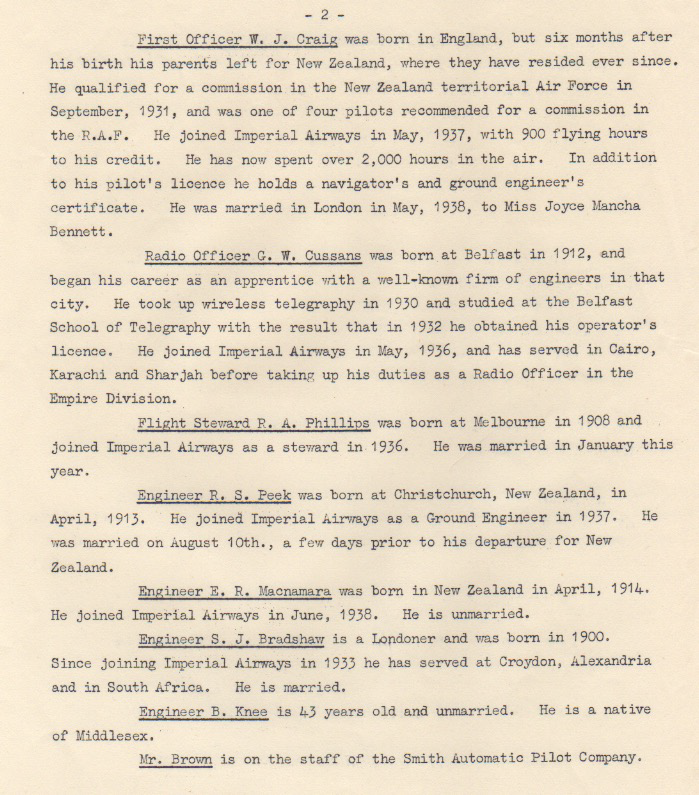 - 2 -
First Officer W. J. Craig was born in England, but six months after
his birth his parents left for New Zealand, where they have resided ever since.
He qualified for a commission in the New Zealand territorial Air Force in
September, 1931, and was one of four pilots recommended for a commission in
the R.A.F. He joined Imperial Airways in May, 1937, with 900 flying hours
to his credit. He has now spent over 2,000 hours in the air. In addition
to his pilot's licence he holds a navigator's and ground engineer's
certificate. He was married in London in May, 1938, to Miss Joyce Mancha
Bennett.
Radio Officer G. W. Cussans was born at Belfast in 1912, and
began his career as an apprentice with a well-known firm of engineers in that
city. He took up wireless telegraphy in 1930 and studied at the Belfast
School of Telegraphy with the result that in 1932 he obtained his operator's
licence. He joined Imperial Airways in May, 1936, and has served in Cairo,
Karachi and Sharjah before taking up his duties as a Radio Officer in the
Empire Division.
Flight Steward R. A. Phillips was born at Melbourne in 1908 and
joined Imperial Airways as a steward in 1936. He was married in January this
year.
Engineer R. S. Peek was born at Christchurch, New Zealand, in
April, 1913. He joined Imperial Airways as a Ground Engineer in 1937. He
was married on August 10th., a few days prior to his departure for New
Zealand.
Engineer E. R. Macnamara was born in New Zealand in April, 1914.
He joined Imperial Airways in June, 1938. He is unmarried.
Engineer S. J. Bradshaw is a Londoner and was born in 1900.
Since joining Imperial Airways in 1933 he has served at Croydon, Alexandria
and in South Africa. He is married.
Engineer B. Knee is 43 years old and unmarried. He is a native
of Middlesex.
Mr. Brown is on the staff of the Smith Automatic Pilot Company.